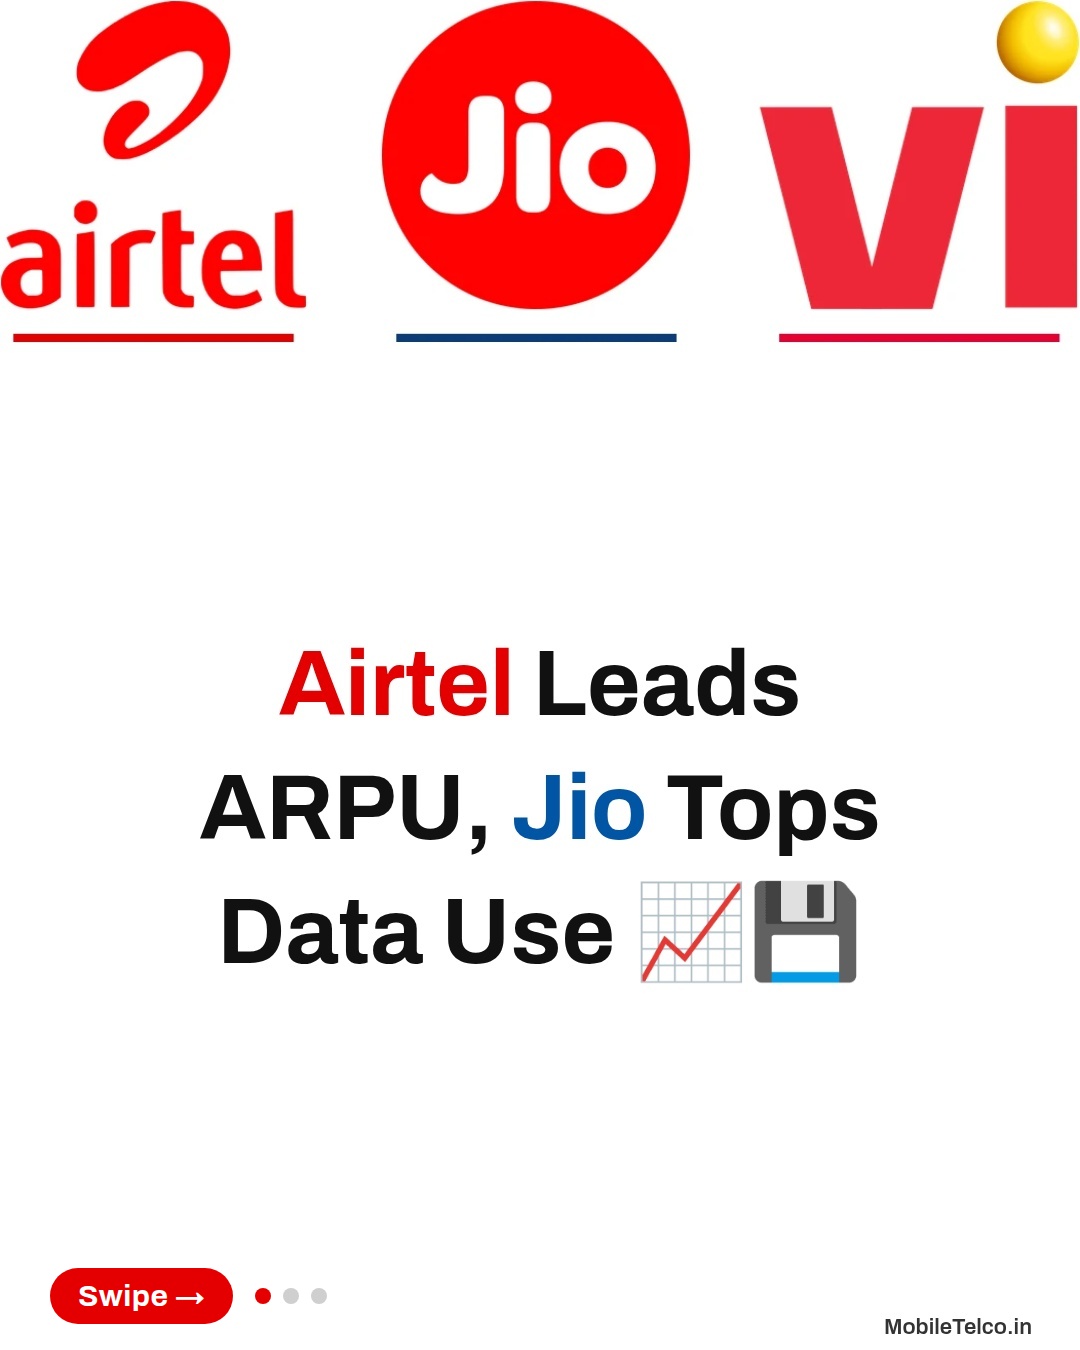 airtel
Jio
vi
Airtel Leads
ARPU, Jio Tops
Data Use 📈💾
Swipe →
MobileTelco.in